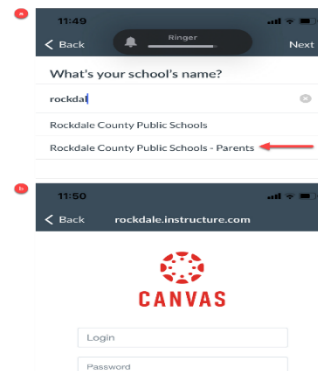 a
11:49
Ringer
Back
Next
What's your school's name?
rockdal
Rockdale County Public Schools
Rockdale County Public Schools - Parents
b
11:50
Back
rockdale.instructure.com
CANVAS
Login
Password